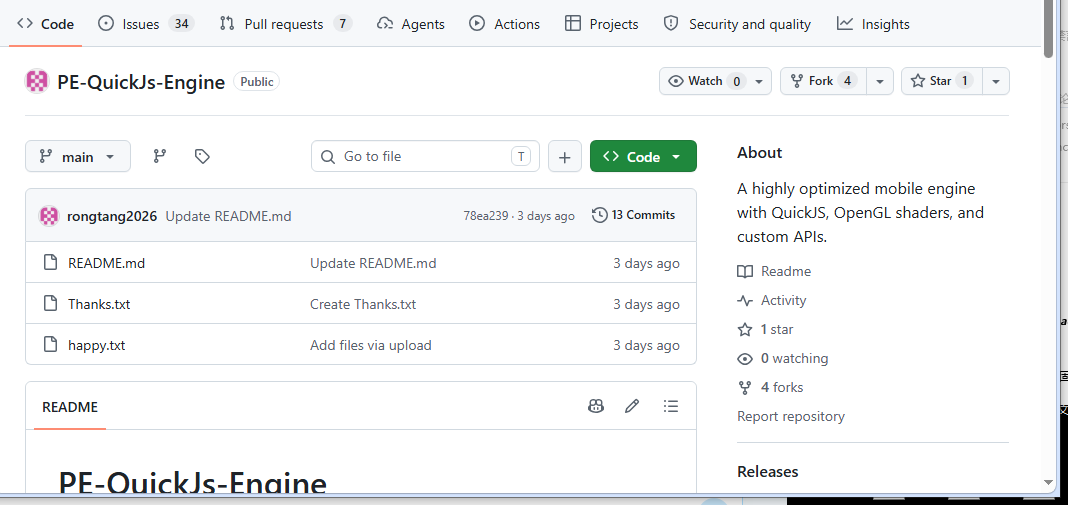 Code Issues 34 Pull requests 7 Agents Actions Projects Security and quality Insights
PE-QuickJs-Engine Public Watch 0 Fork 4 Star 1
main Go to file T + Code
rongtang2026 Update README.md 78ea239 · 3 days ago 13 Commits
README.md Update README.md 3 days ago
Thanks.txt Create Thanks.txt 3 days ago
happy.txt Add files via upload 3 days ago
README
PE-QuickJs-Engine
About
A highly optimized mobile engine
with QuickJS, OpenGL shaders, and
custom APIs.
Readme
Activity
1 star
0 watching
4 forks
Report repository
Releases